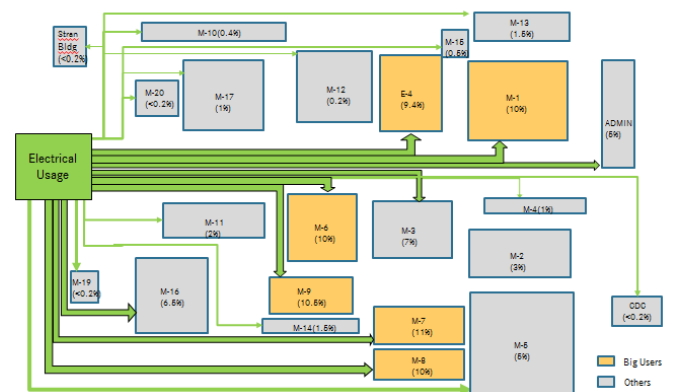 M-13
(1.5%)
Stren
Bldg
(<0.2%)
M-10(0.4%)
M-15
(0.5%)
M-20
(<0.2%)
M-17
(1%)
M-12
(0.2%)
E-4
(9.4%)
M-1
(10%)
ADMIN
(5%)
Electrical
Usage
M-11
(2%)
M-6
(10%)
M-3
(7%)
M-4(1%)
M-2
(3%)
M-19
(<0.2%)
M-16
(6.5%)
M-9
(10.5%)
M-14(1.5%)
M-7
(11%)
M-8
(10%)
M-5
(5%)
CDC
(<0.2%)
Big Users
Others